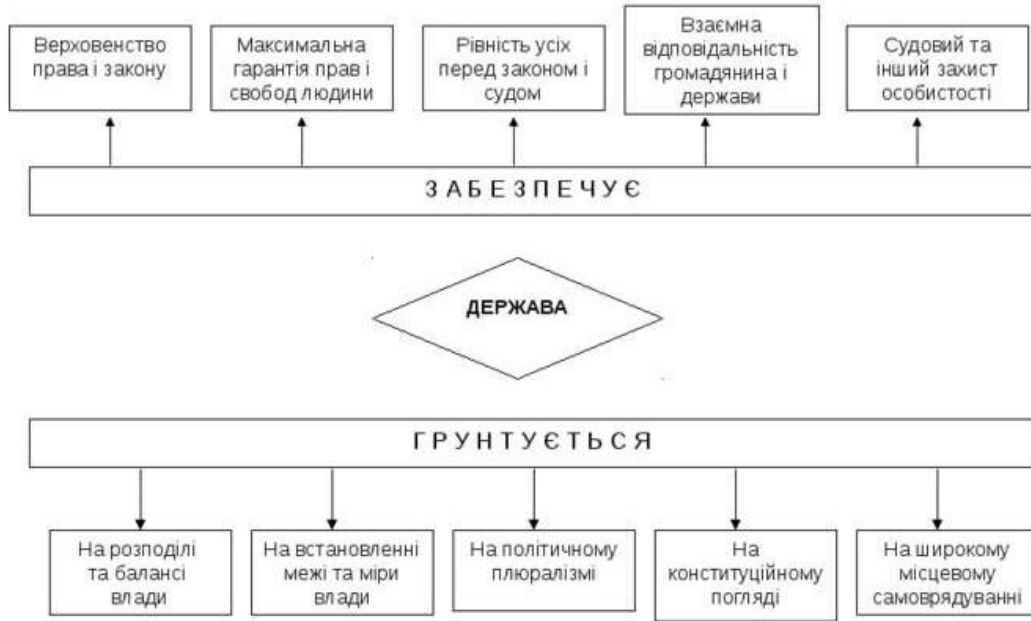 Верховенство
права і закону
Максимальна
гарантія прав і
свобод людини
Рівність усіх
перед законом і
судом
Взаємна
відповідальність
громадянина і
держави
Судовий та
інший захист
особистості
З А Б Е З П Е Ч У Є
ДЕРЖАВА
Г Р У Н Т У Є Т Ь С Я
На розподілі
та балансі
влади
На встановленні
межі та міри
влади
На політичному
плюралізмі
На
конституційному
погляді
На широкому
місцевому
самоврядуванні